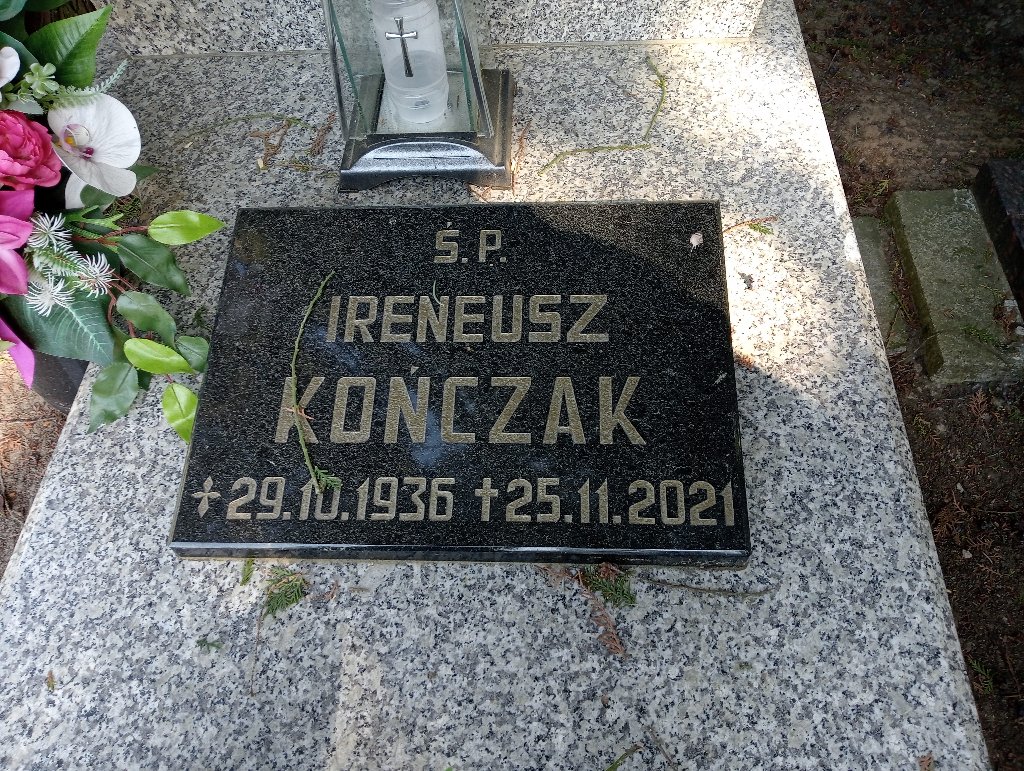 Ś. P.
IRENEUSZ
KOŃCZAK
29.10.1936 25.11.2021